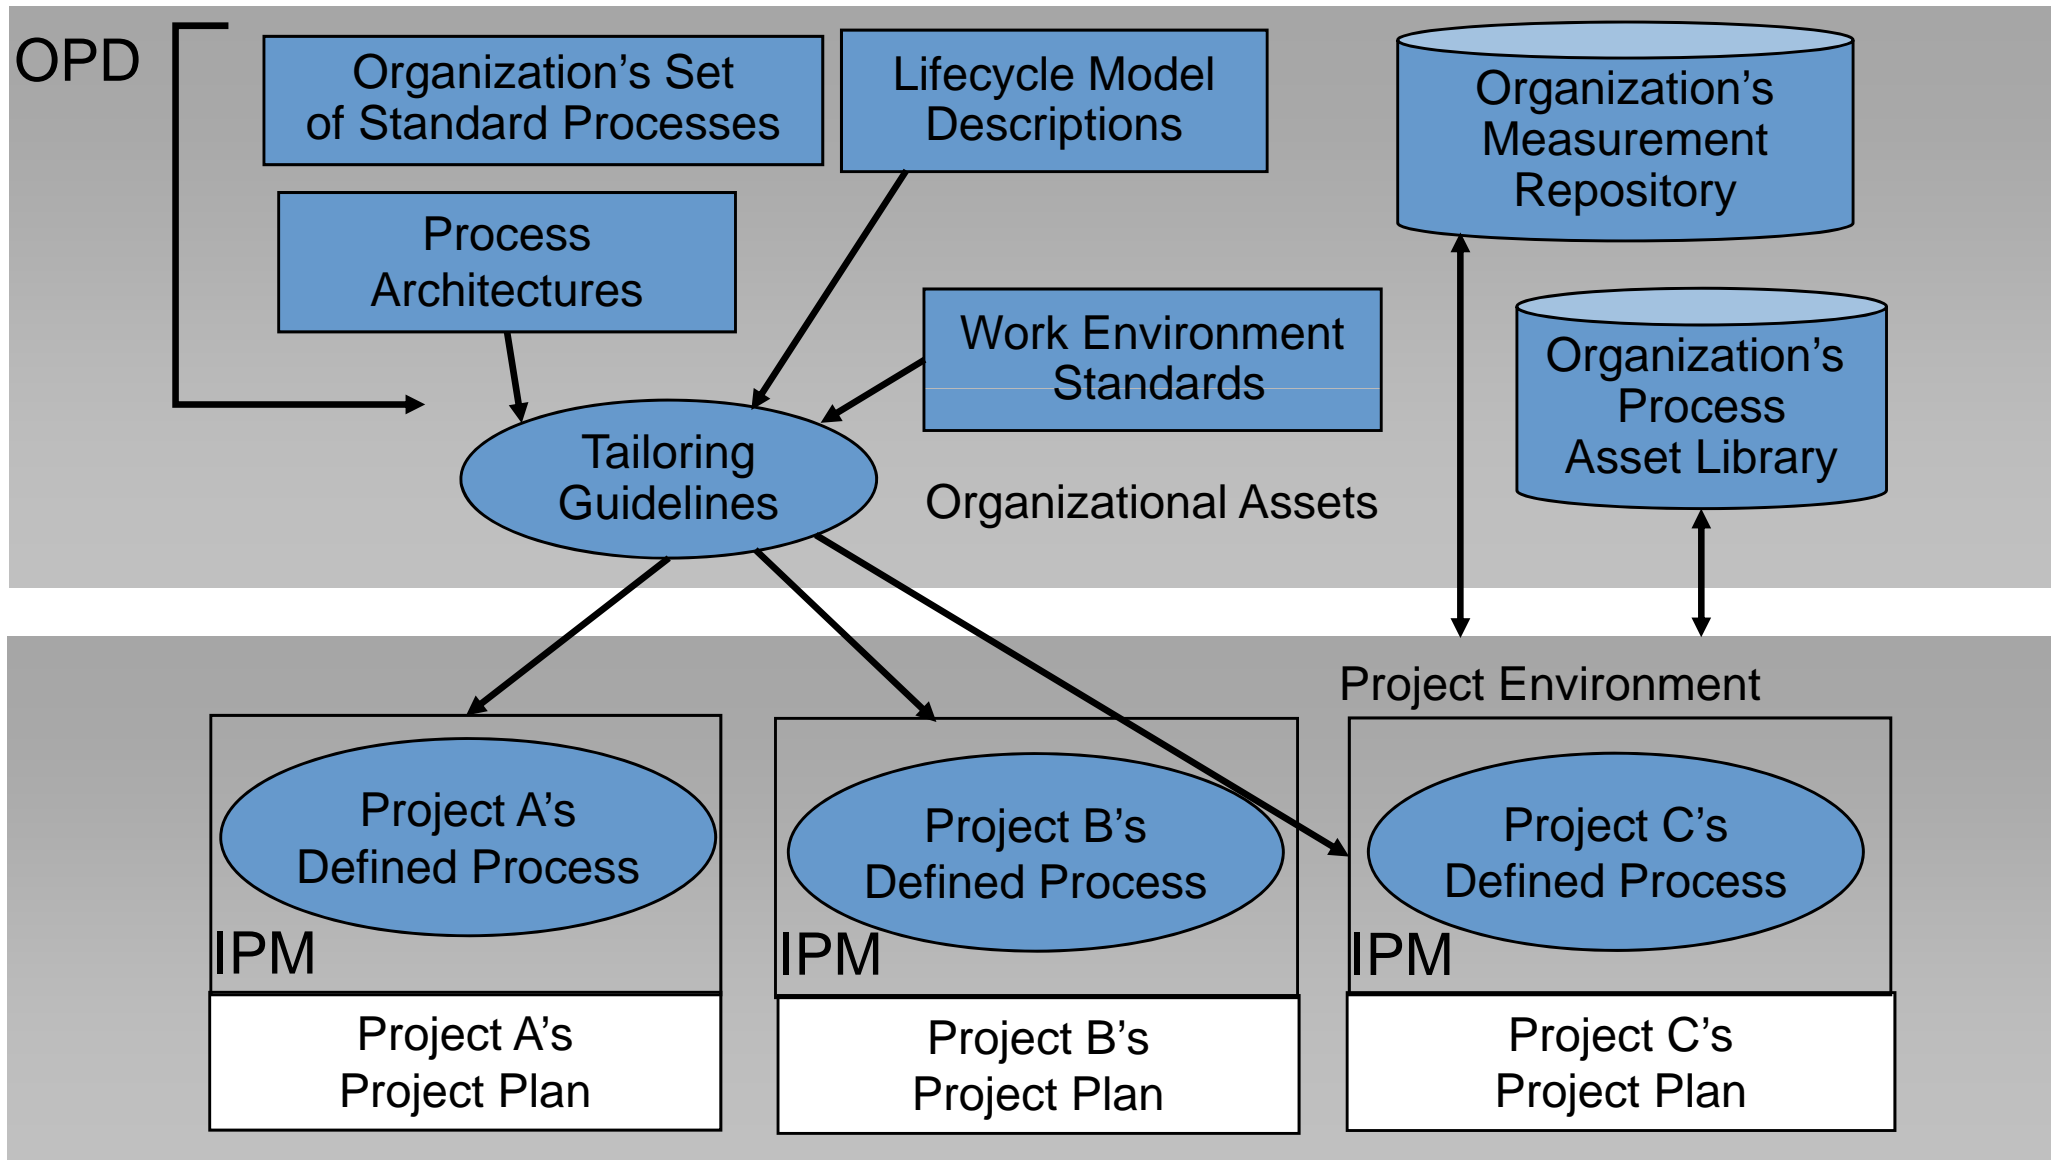 OPD
Organization’s Set
of Standard Processes
Lifecycle Model
Descriptions
Organization’s
Measurement
Repository
Process
Architectures
Work Environment
Standards
Organization’s
Process
Asset Library
Tailoring
Guidelines
Organizational Assets
Project Environment
Project A’s
Defined Process
IPM
Project B’s
Defined Process
IPM
Project C’s
Defined Process
IPM
Project A’s
Project Plan
Project B’s
Project Plan
Project C’s
Project Plan